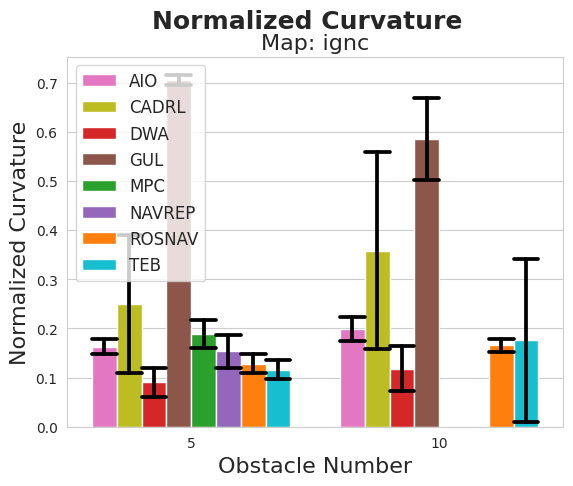 Normalized Curvature
Map: ignc
Normalized Curvature
0.7
0.6
0.5
0.4
0.3
0.2
0.1
0.0
AIO
CADRL
DWA
GUL
MPC
NAVREP
ROSNAV
TEB
5
10
Obstacle Number